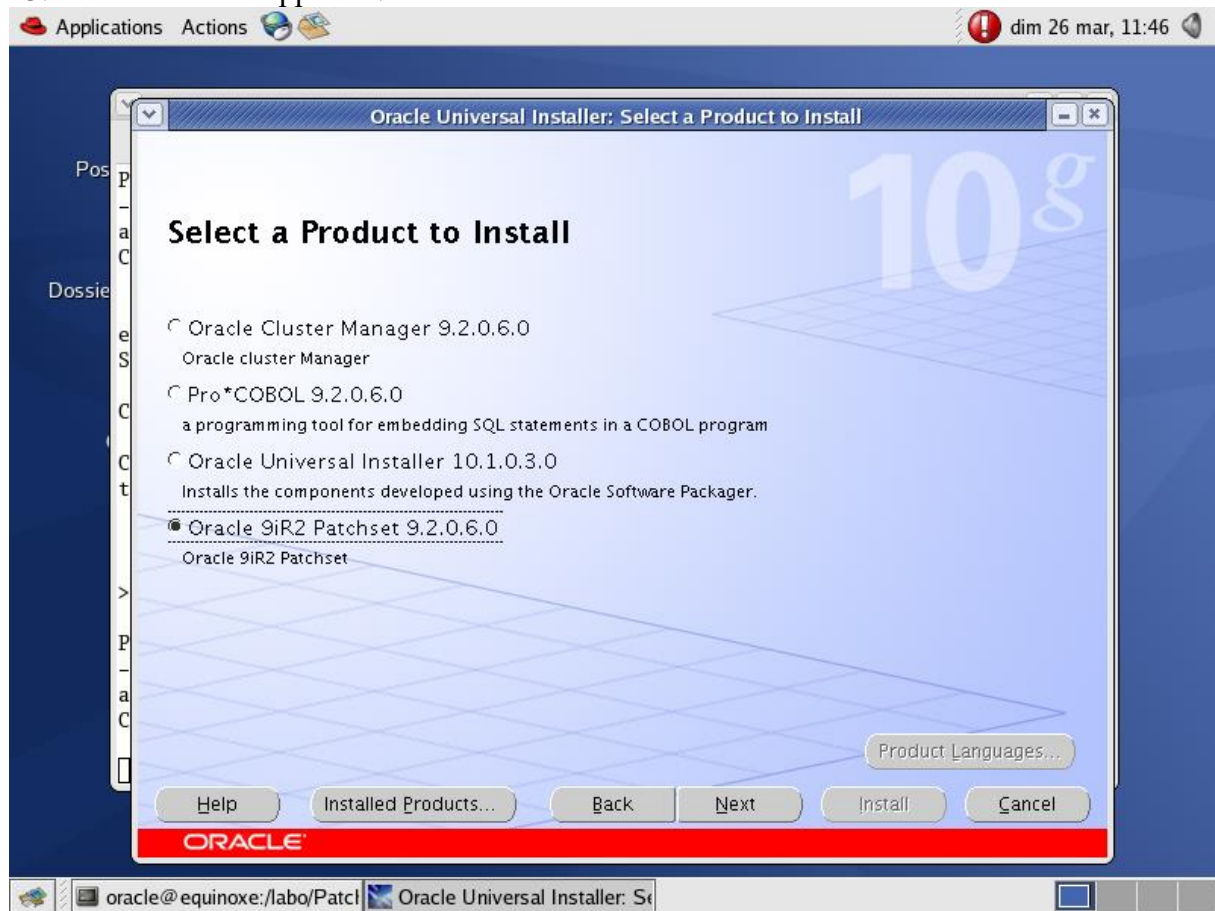 Applications Actions
dim 26 mar, 11:46
Oracle Universal Installer: Select a Product to Install
10g
Pos
P
–
a
C
Dossie
e
S
C
C
t
>
P
–
a
C
Select a Product to Install
Oracle Cluster Manager 9.2.0.6.0
Oracle cluster Manager
Pro*COBOL 9.2.0.6.0
a programming tool for embedding SQL statements in a COBOL program
Oracle Universal Installer 10.1.0.3.0
Installs the components developed using the Oracle Software Packager.
Oracle 9iR2 Patchset 9.2.0.6.0
Oracle 9iR2 Patchset
Product Languages...
Help Installed Products... Back Next Install Cancel
ORACLE
oracle@equinoxe:/labo/Patch Oracle Universal Installer: Se